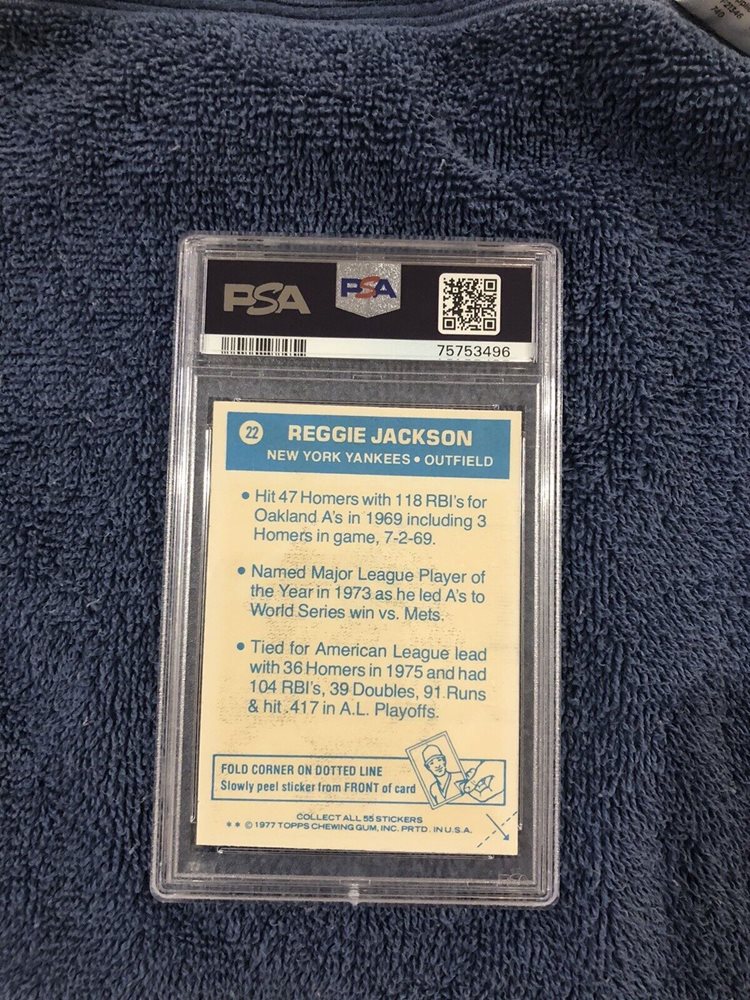 PSA
PSA
75753496
22
REGGIE JACKSON
NEW YORK YANKEES • OUTFIELD
• Hit 47 Homers with 118 RBI's for
Oakland A's in 1969 including 3
Homers in game, 7-2-69.
• Named Major League Player of
the Year in 1973 as he led A's to
World Series win vs. Mets.
• Tied for American League lead
with 36 Homers in 1975 and had
104 RBI's, 39 Doubles, 91 Runs
& hit .417 in A.L. Playoffs.
FOLD CORNER ON DOTTED LINE
Slowly peel sticker from FRONT of card
COLLECT ALL 55 STICKERS
** © 1977 TOPPS CHEWING GUM, INC. PRTD. IN U.S.A.
PSA